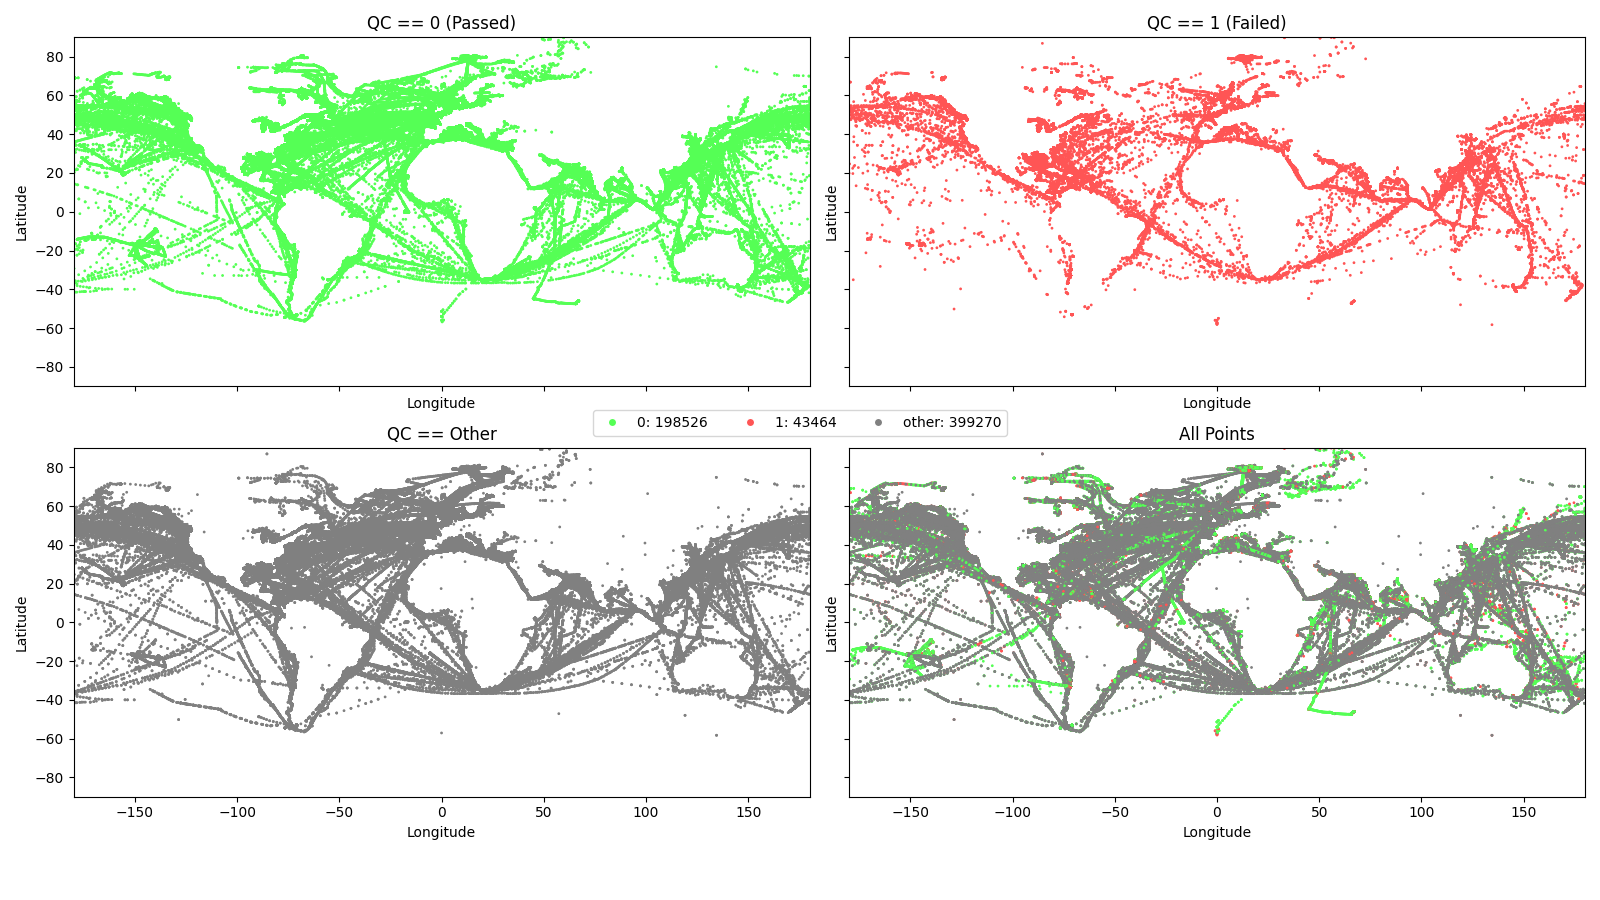 QC == 0 (Passed)
QC == 1 (Failed)
80
60
40
20
0
−20
−40
−60
−80
Latitude
Latitude
Longitude
Longitude
0: 198526 1: 43464 other: 399270
QC == Other
All Points
80
60
40
20
0
−20
−40
−60
−80
Latitude
Latitude
−150 −100 −50 0 50 100 150
−150 −100 −50 0 50 100 150
Longitude
Longitude